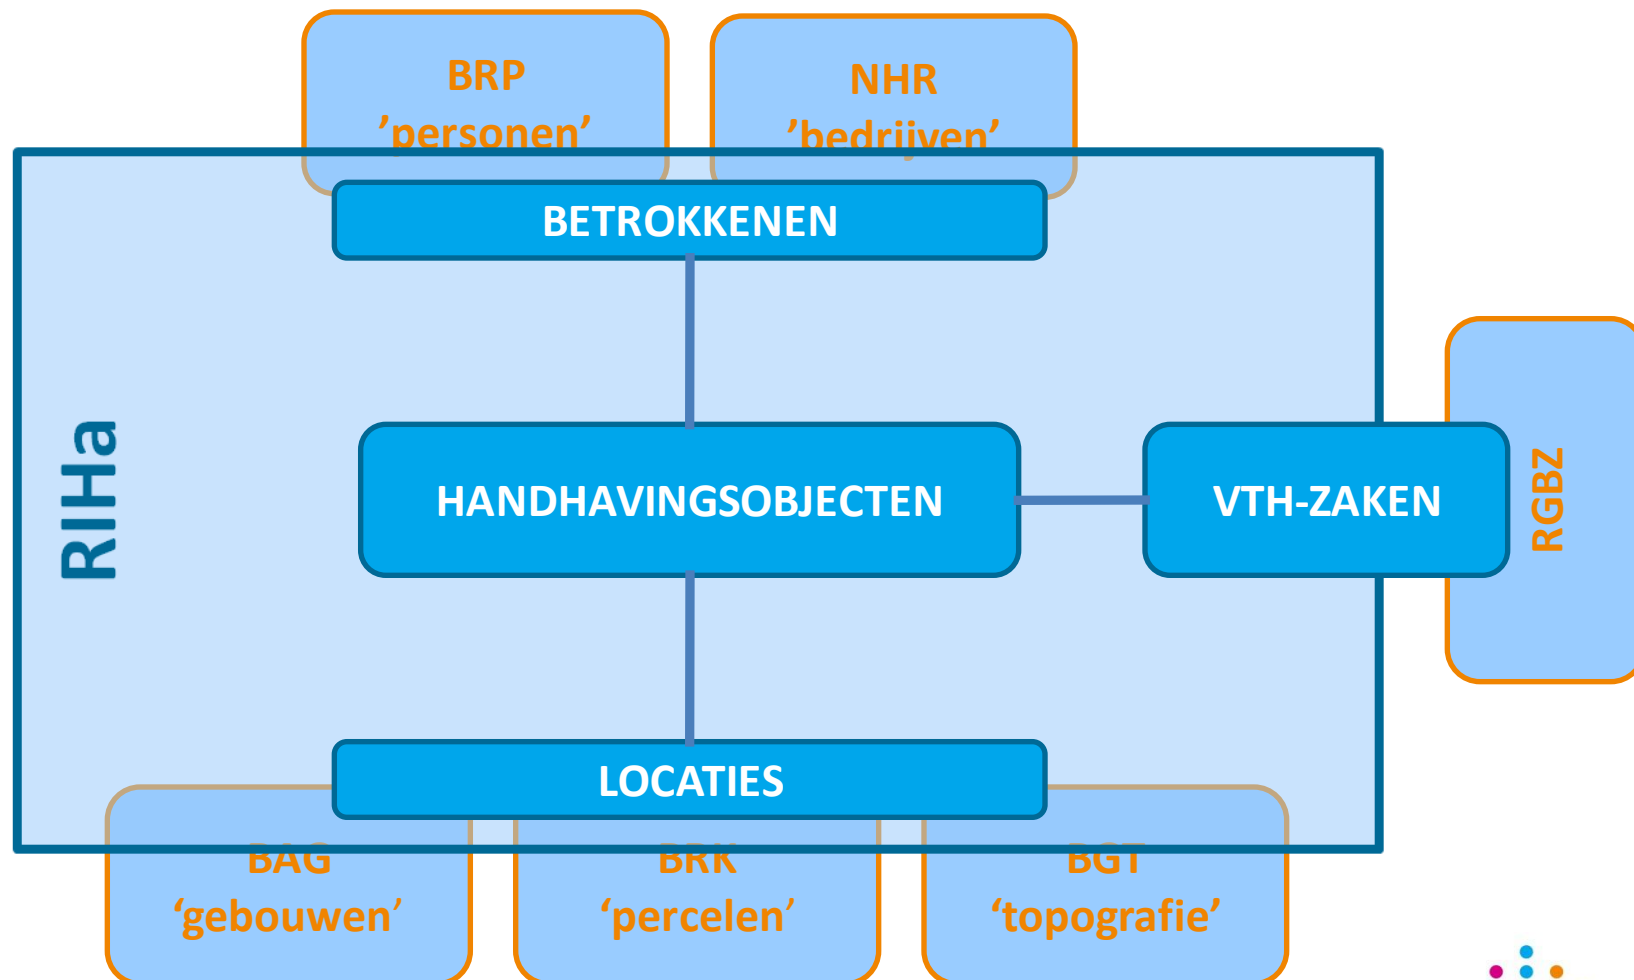 BRP
’personen’
NHR
’bedrijven’
BETROKKENEN
RIHa
HANDHAVINGSOBJECTEN
VTH-ZAKEN
RGBZ
LOCATIES
BAG
‘gebouwen’
BRK
‘percelen’
BGT
‘topografie’